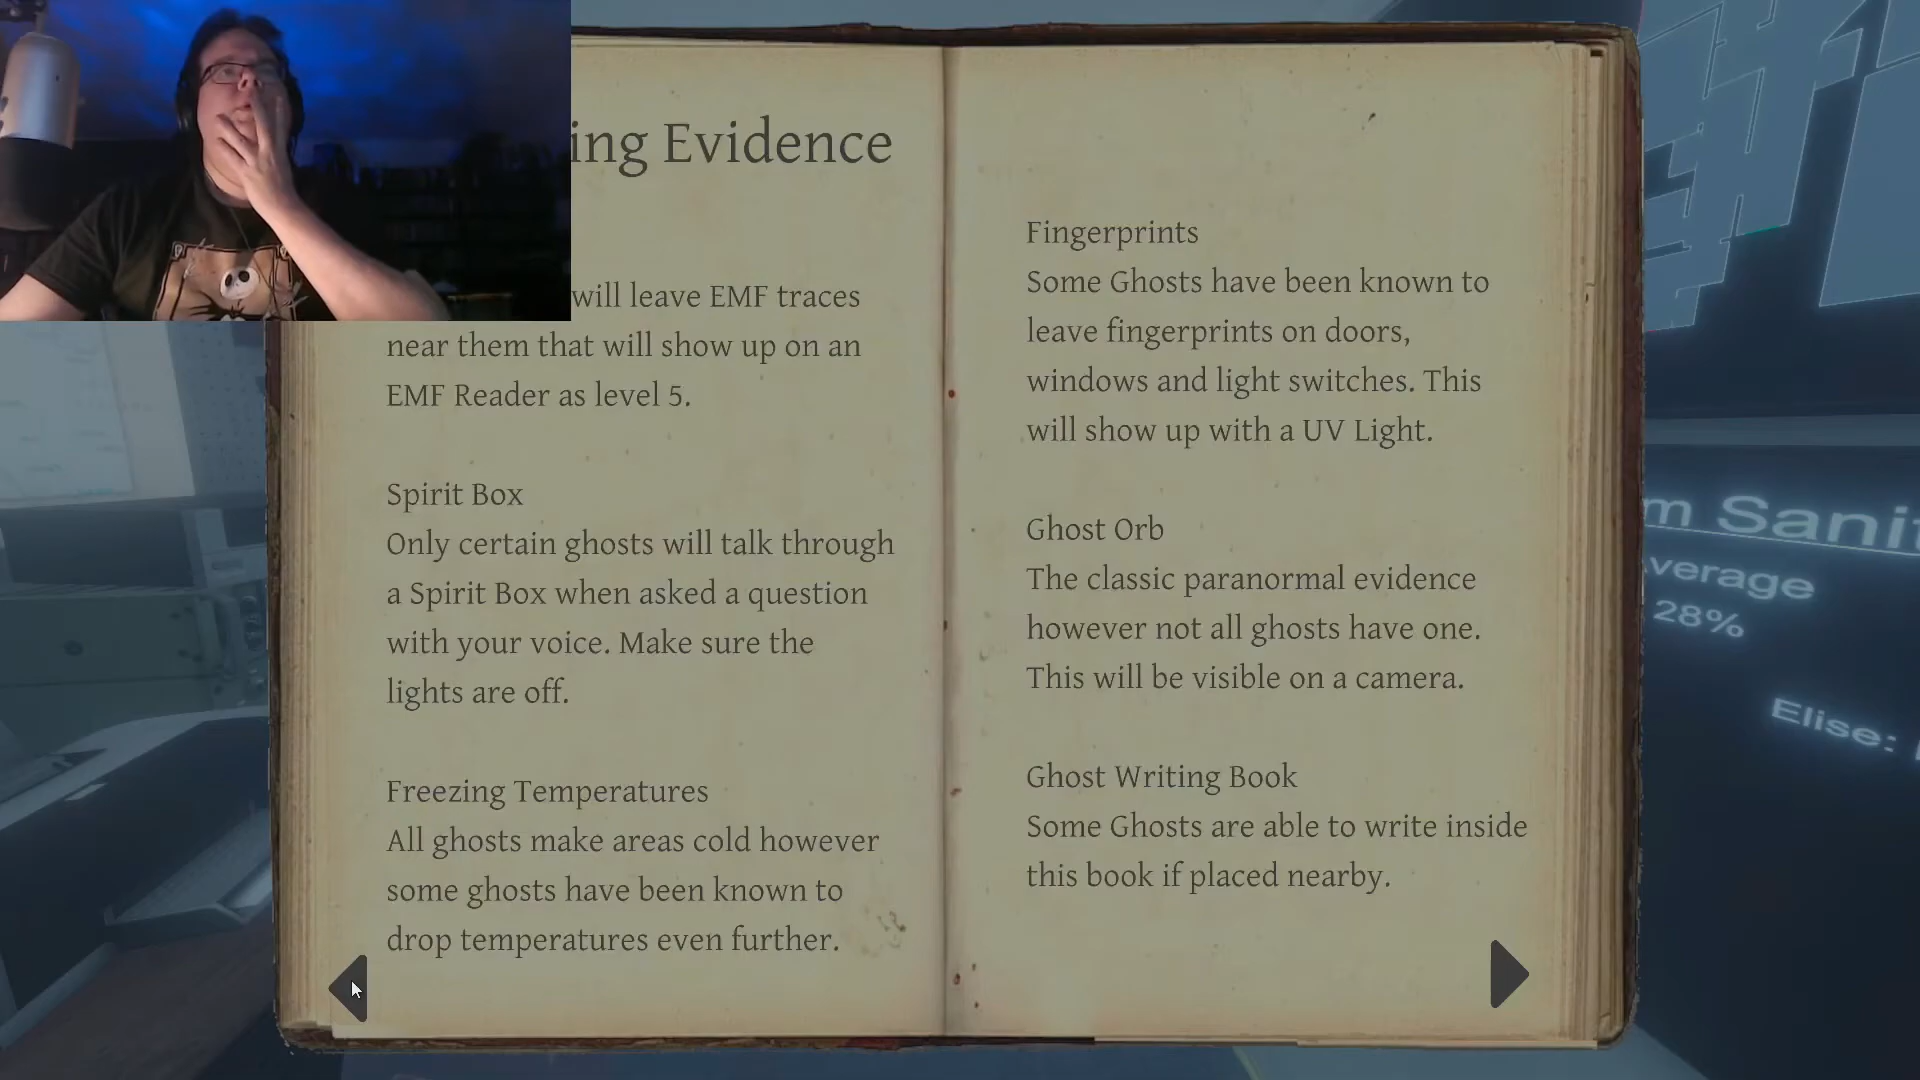 ing Evidence
will leave EMF traces
near them that will show up on an
EMF Reader as level 5.
Spirit Box
Only certain ghosts will talk through
a Spirit Box when asked a question
with your voice. Make sure the
lights are off.
Freezing Temperatures
All ghosts make areas cold however
some ghosts have been known to
drop temperatures even further.
Fingerprints
Some Ghosts have been known to
leave fingerprints on doors,
windows and light switches. This
will show up with a UV Light.
Ghost Orb
The classic paranormal evidence
however not all ghosts have one.
This will be visible on a camera.
Ghost Writing Book
Some Ghosts are able to write inside
this book if placed nearby.
m Sanit
verage
28%
Elise: